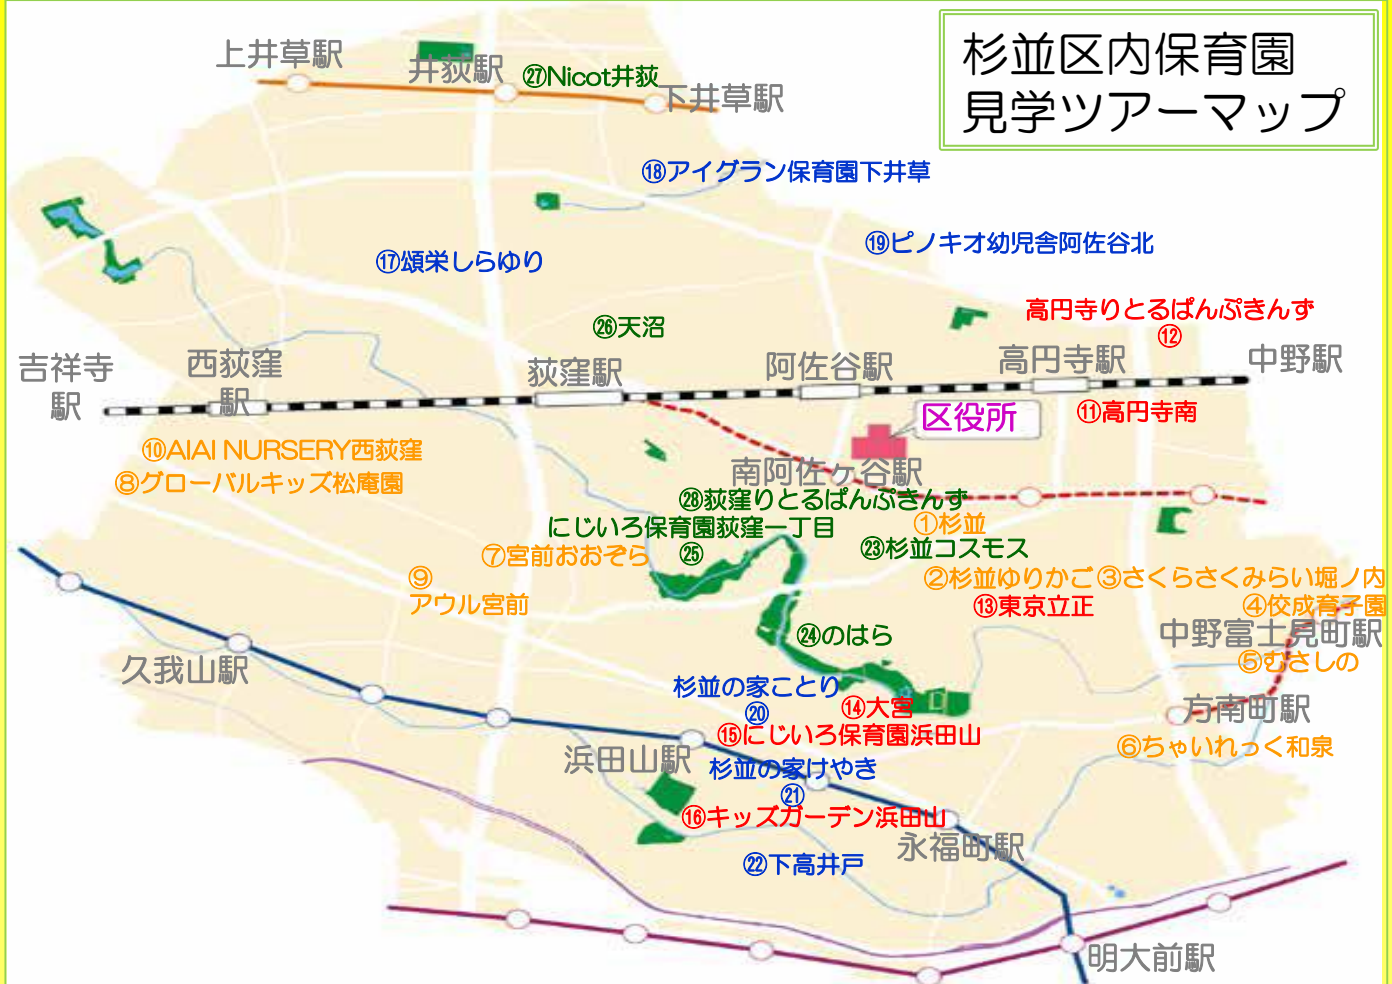 杉並区内保育園
見学ツアーマップ
上井草駅
井荻駅
㉗Nicot井荻
下井草駅
⑱アイグラン保育園下井草
⑲ピノキオ幼児舎阿佐谷北
⑰頌栄しらゆり
高円寺りとるぱんぷきんず
⑫
㉖天沼
吉祥寺
駅
西荻窪
駅
荻窪駅
阿佐谷駅
高円寺駅
中野駅
区役所
⑪高円寺南
⑩AIAI NURSERY西荻窪
⑧グローバルキッズ松庵園
南阿佐ヶ谷駅
㉘荻窪りとるぱんぷきんず
にじいろ保育園荻窪一丁目
㉕
①杉並
㉓杉並コスモス
⑦宮前おおぞら
⑨
アウル宮前
②杉並ゆりかご
③さくらさくみらい堀ノ内
⑬東京立正
④佼成育子園
中野富士見町駅
㉔のはら
⑤むさしの
久我山駅
杉並の家ことり
⑳
⑭大宮
方南町駅
⑮にじいろ保育園浜田山
⑥ちゃいれっく和泉
浜田山駅
杉並の家けやき
㉑
⑯キッズガーデン浜田山
永福町駅
㉒下高井戸
明大前駅